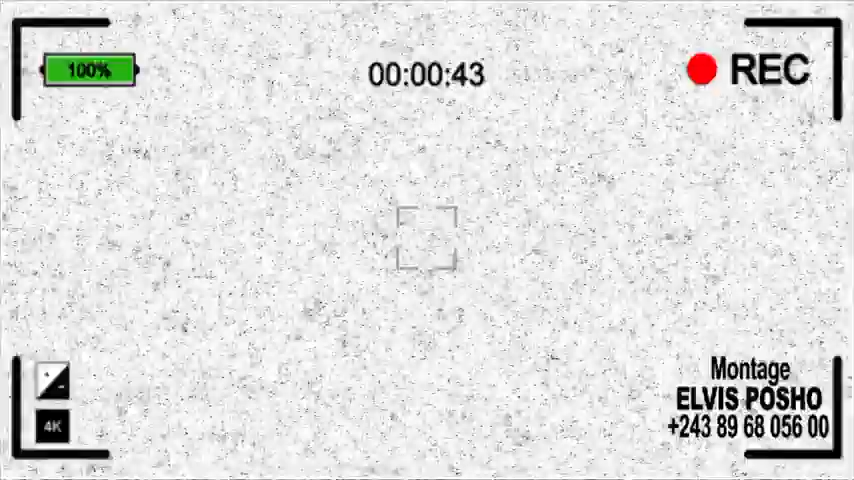 100%
00:00:43
REC
4K
Montage
ELVIS POSHO
+243 89 68 056 00